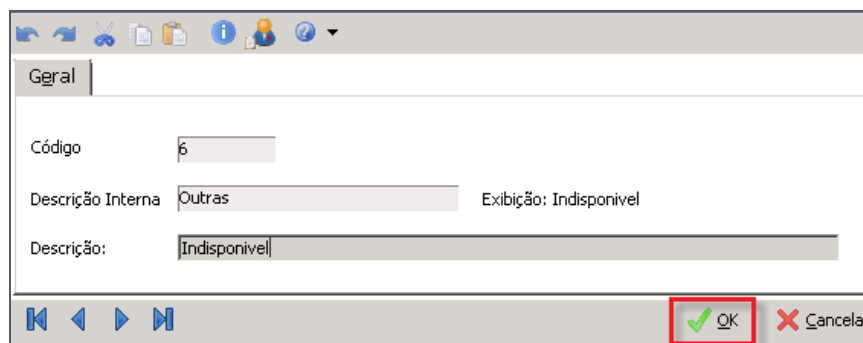 Geral
Código 6
Descrição Interna Outras Exibição: Indisponivel
Descrição: Indisponivel
OK Cancela